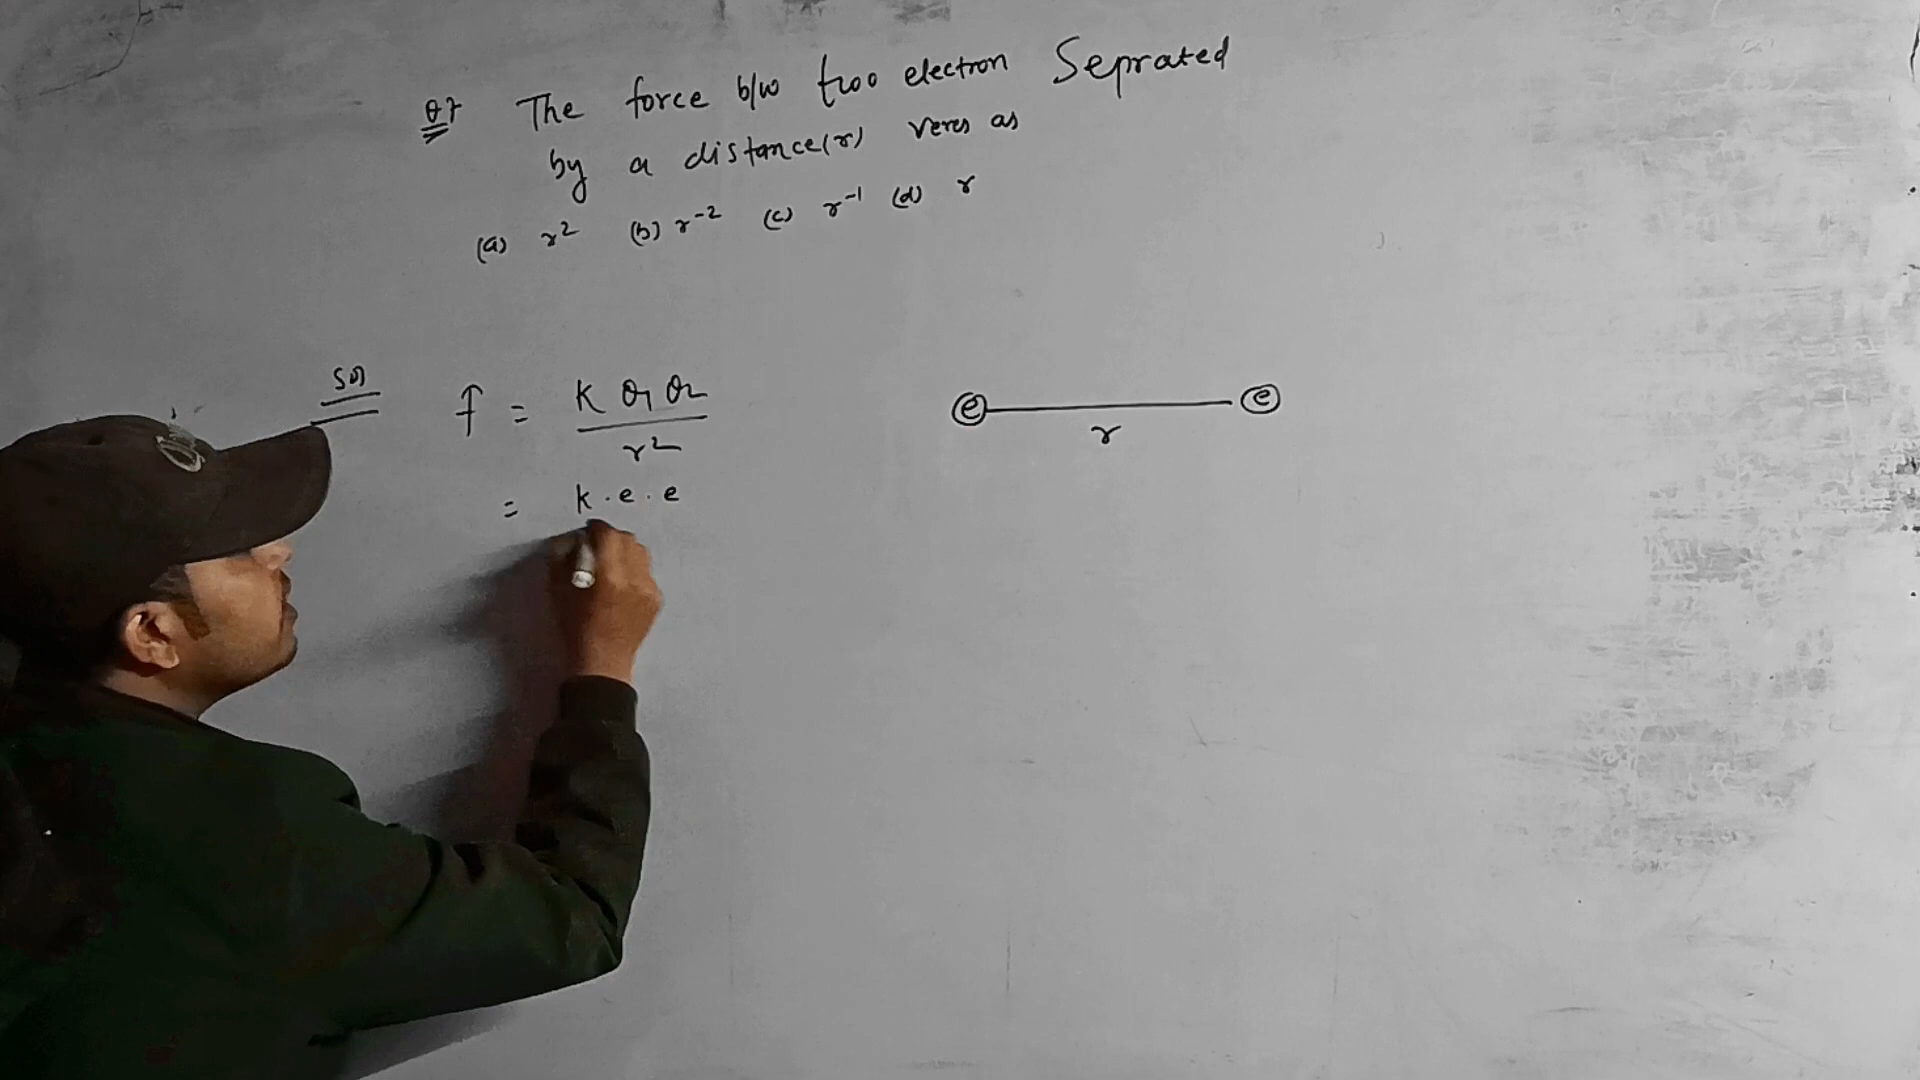 Q7 The force b/w two electron Seprated
by a distance(r) veres as
(a) r² (b) r⁻² (c) r⁻¹ (d) r
Sol
F = K Q1 Q2
r²
= k . e . e
e e
r